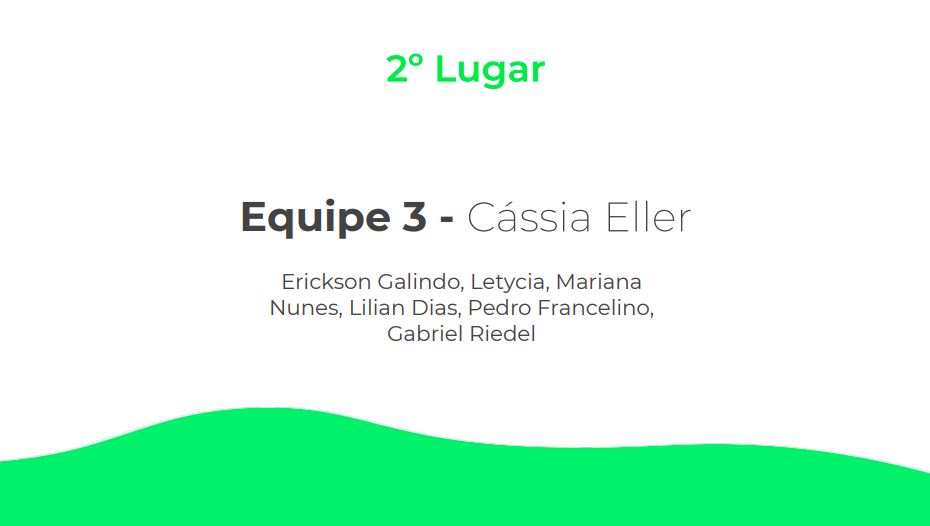 2º Lugar
Equipe 3 - Cássia Eller
Erickson Galindo, Letycia, Mariana
Nunes, Lilian Dias, Pedro Francelino,
Gabriel Riedel